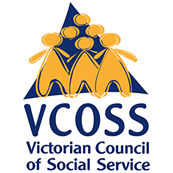 VCOSS
Victorian Council
of Social Service